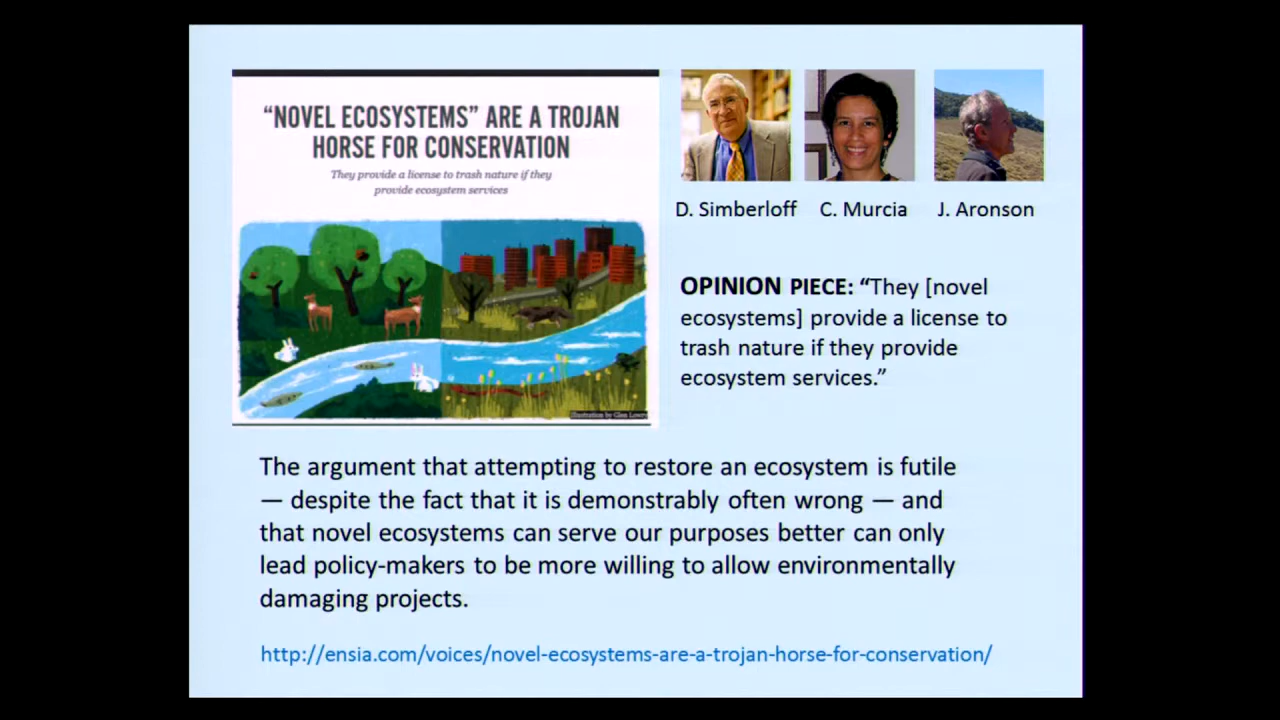 “NOVEL ECOSYSTEMS” ARE A TROJAN
HORSE FOR CONSERVATION
They provide a license to trash nature if they
provide ecosystem services
Illustration by Glen Lowry
D. Simberloff
C. Murcia
J. Aronson
OPINION PIECE: “They [novel
ecosystems] provide a license to
trash nature if they provide
ecosystem services.”
The argument that attempting to restore an ecosystem is futile
— despite the fact that it is demonstrably often wrong — and
that novel ecosystems can serve our purposes better can only
lead policy-makers to be more willing to allow environmentally
damaging projects.
http://ensia.com/voices/novel-ecosystems-are-a-trojan-horse-for-conservation/